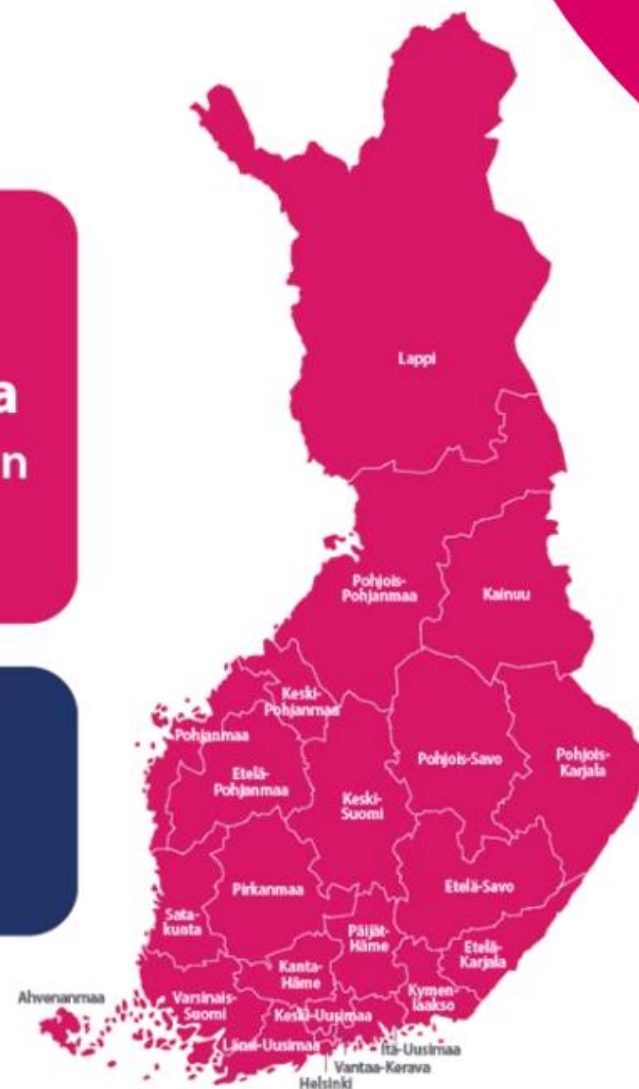 a
n
Lappi
Pohjois-
Pohjanmaa
Kainuu
Keski-
Pohjanmaa
Pohjanmaa
Etelä-
Pohjanmaa
Keski-
Suomi
Pohjois-Savo
Pohjois-
Karjala
Pirkanmaa
Etelä-Savo
Sata-
kunta
Päijät-
Häme
Etelä-
Karjala
Kanta-
Häme
Kymen-
laakso
Ahvenanmaa
Varsinais-
Suomi
Keski-Uusimaa
Länsi-Uusimaa
Itä-Uusimaa
Vantaa-Kerava
Helsinki